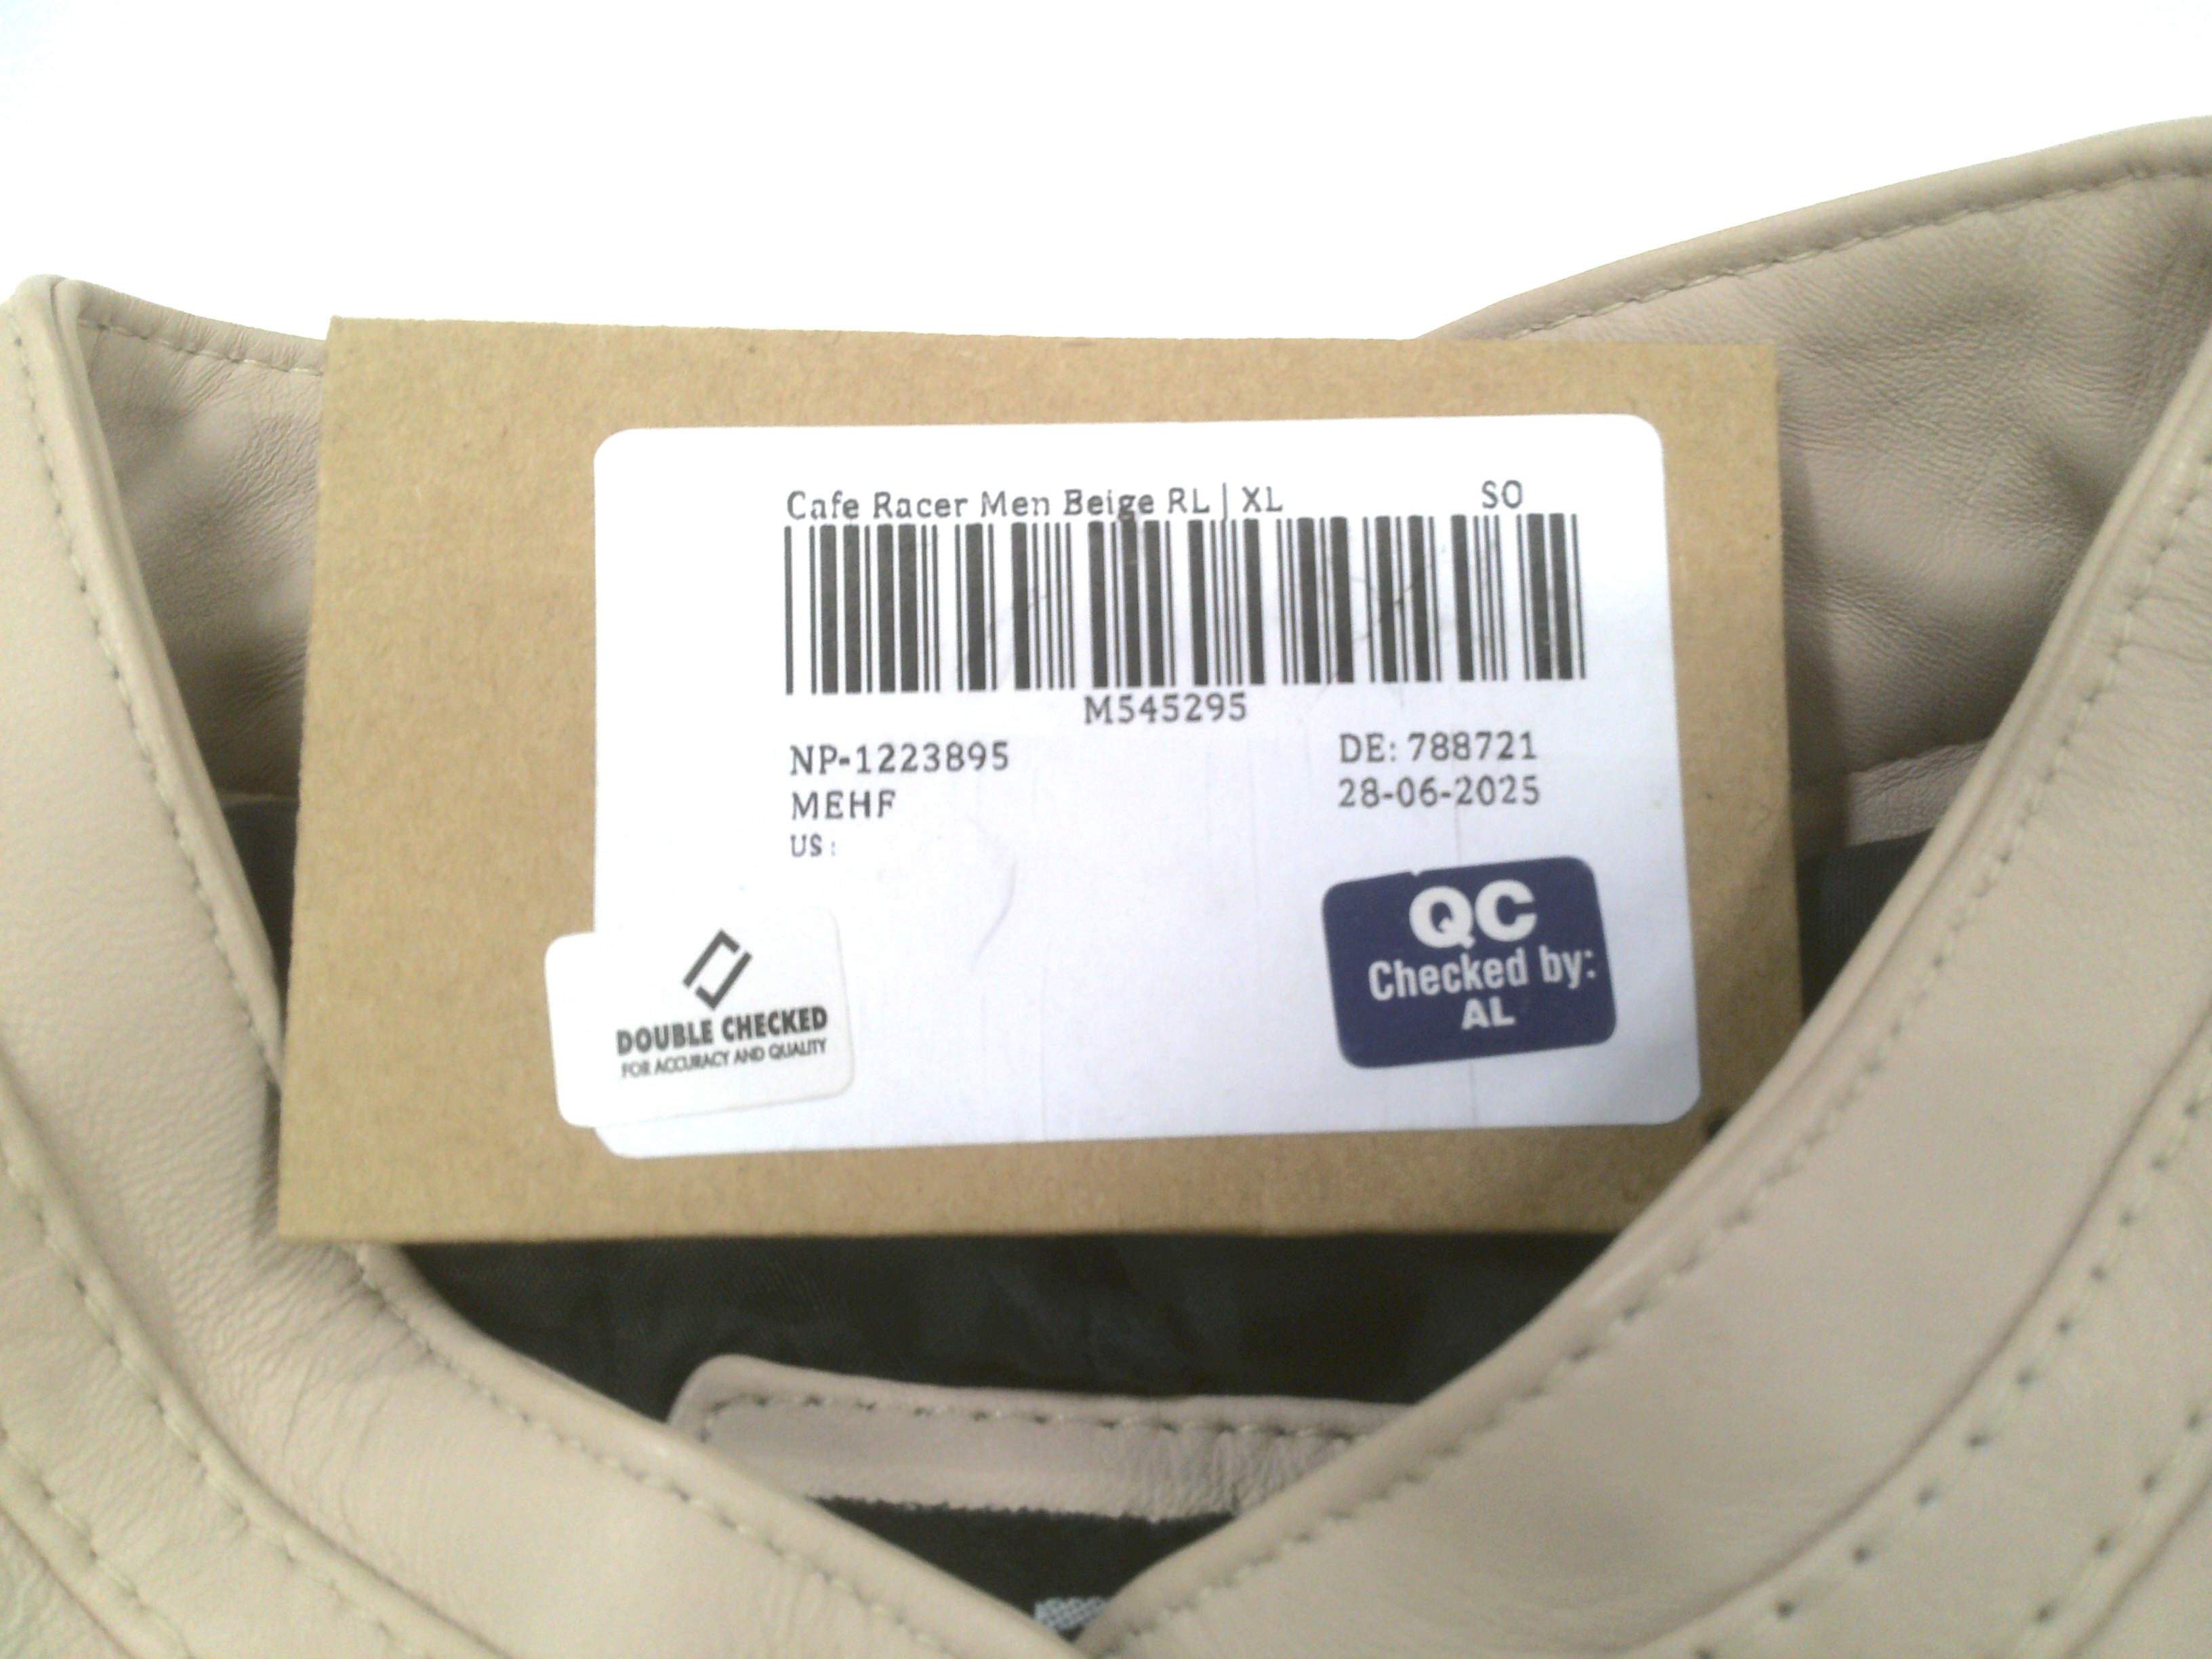 Cafe Racer Men Beige RL | XL SO
M545295
NP-1223895 DE: 788721
MEHF 28-06-2025
US :
QC
Checked by:
AL
DOUBLE CHECKED
FOR ACCURACY AND QUALITY